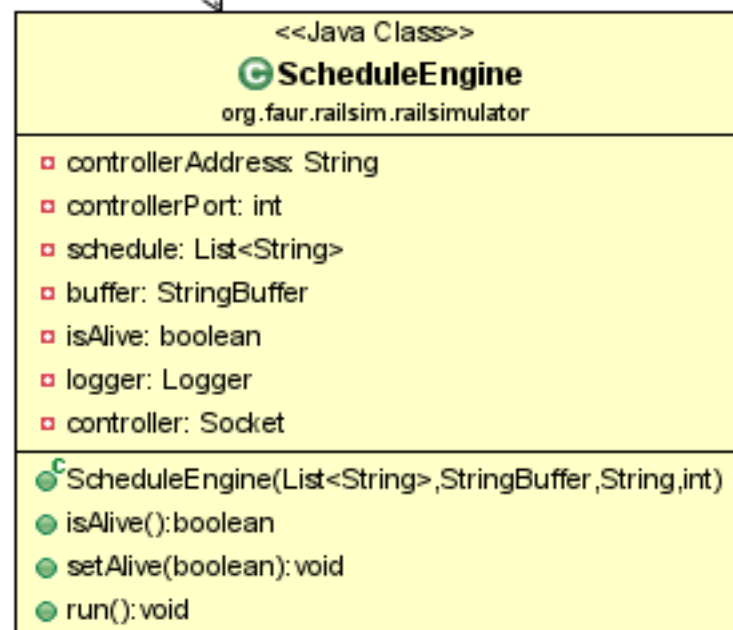 <<Java Class>>
C ScheduleEngine
org.faur.railsim.railsimulator
controllerAddress: String
controllerPort: int
schedule: List<String>
buffer: StringBuffer
isAlive: boolean
logger: Logger
controller: Socket
C ScheduleEngine(List<String>,StringBuffer,String,int)
isAlive():boolean
setAlive(boolean):void
run():void